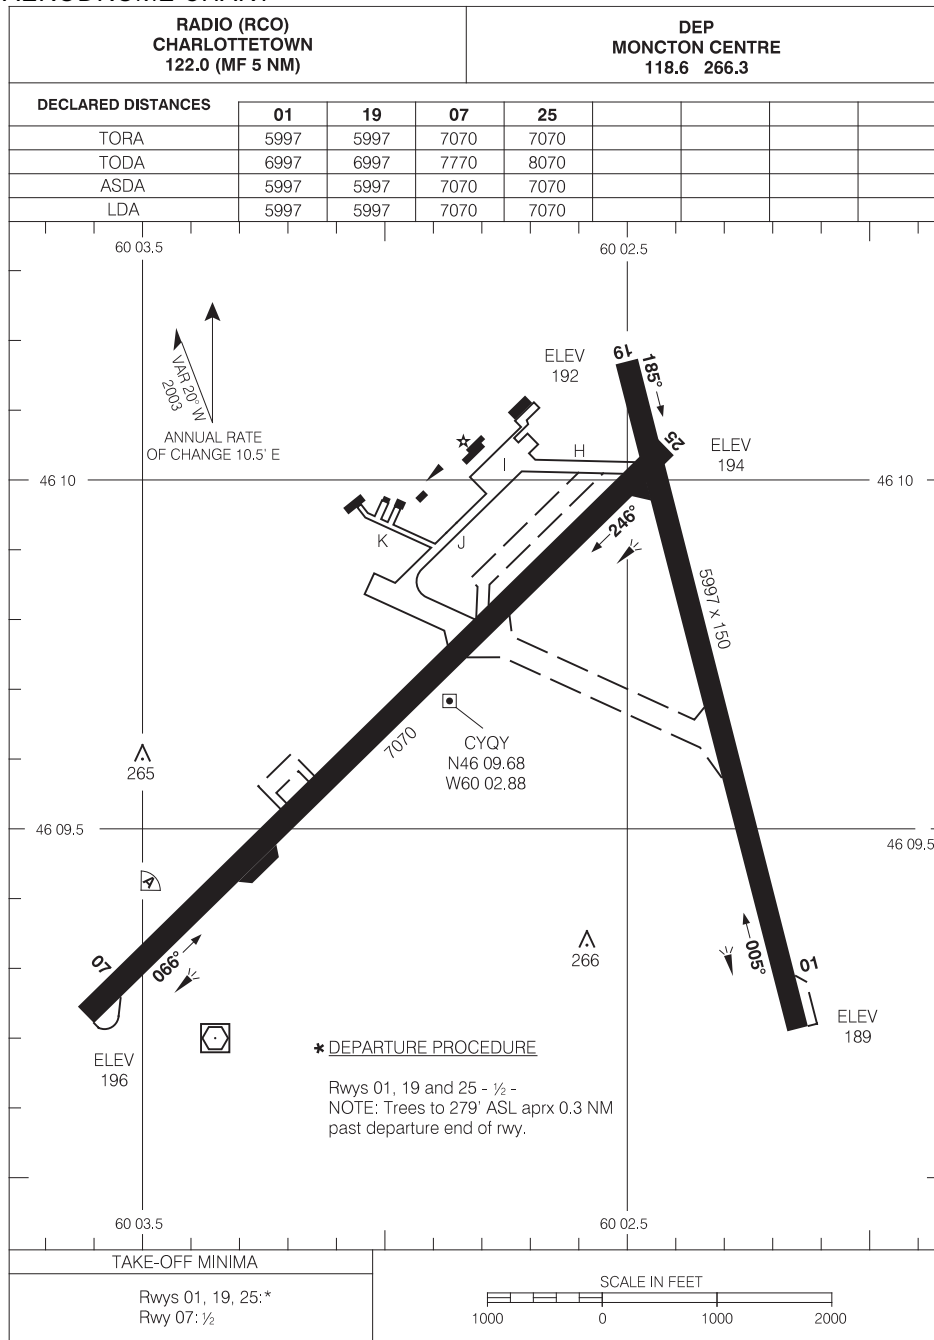 RADIO (RCO)
CHARLOTTETOWN
122.0 (MF 5 NM)
DEP
MONCTON CENTRE
118.6 266.3
DECLARED DISTANCES 01 19 07 25
TORA 5997 5997 7070 7070
TODA 6997 6997 7770 8070
ASDA 5997 5997 7070 7070
LDA 5997 5997 7070 7070
60 03.5 60 02.5
VAR 20° W
2003
ANNUAL RATE
OF CHANGE 10.5' E
ELEV
192
19
185°
25
ELEV
194
H
I
46 10 46 10
K
J
246°
5997 x 150
7070
CYQY
N46 09.68
W60 02.88
265
46 09.5 46 09.5
A
07
066°
266
005°
01
ELEV
189
ELEV
196
* DEPARTURE PROCEDURE
Rwys 01, 19 and 25 - ½ -
NOTE: Trees to 279' ASL aprx 0.3 NM
past departure end of rwy.
60 03.5 60 02.5
TAKE-OFF MINIMA
Rwys 01, 19, 25:*
Rwy 07: ½
SCALE IN FEET
1000 0 1000 2000